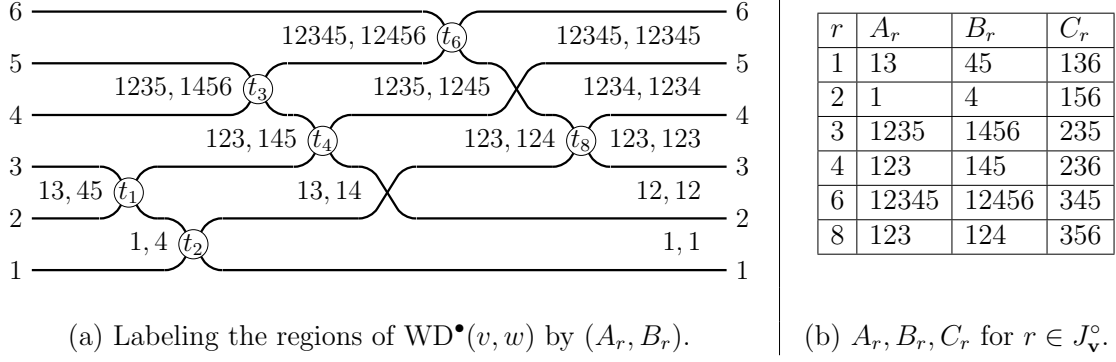 6 12345, 12456 t₆ 12345, 12345 6
5 1235, 1456 t₃ 1235, 1245 1234, 1234 5
4 123, 145 t₄ 123, 124 t₈ 123, 123 4
3 13, 45 t₁ 13, 14 12, 12 3
2 1, 4 t₂ 1, 1 2
1 1
(a) Labeling the regions of WD•(v, w) by (Aᵣ, Bᵣ).
r Aᵣ Bᵣ Cᵣ
1 13 45 136
2 1 4 156
3 1235 1456 235
4 123 145 236
6 12345 12456 345
8 123 124 356
(b) Aᵣ, Bᵣ, Cᵣ for r ∈ J°ᵥ.